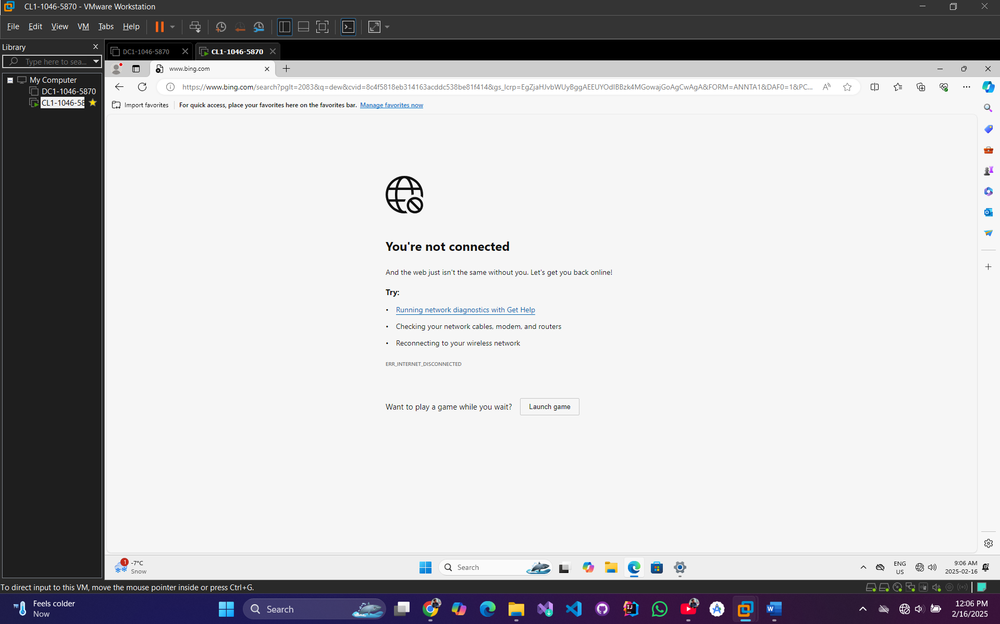 CL1-1046-5870 - VMware Workstation
File Edit View VM Tabs Help
Library
DC1-1046-5870
CL1-1046-5870
Type here to sea...
www.bing.com
My Computer
DC1-1046-5870
CL1-1046-58
https://www.bing.com/search?pglt=2083&q=dew&cvid=8c4f5818eb314163acddc538be81f414&gs_lcrp=EgZjaHJvbWUyBggAEEUYOdIBBzk4MGowajGoAgCwAgA&FORM=ANNTA1&DAF0=1&PC...
Import favorites For quick access, place your favorites here on the favorites bar. Manage favorites now
You're not connected
And the web just isn't the same without you. Let's get you back online!
Try:
• Running network diagnostics with Get Help
• Checking your network cables, modem, and routers
• Reconnecting to your wireless network
ERR_INTERNET_DISCONNECTED
Want to play a game while you wait? Launch game
1
-7°C
Snow
Search
ENG
US
9:06 AM
2025-02-16
To direct input to this VM, move the mouse pointer inside or press Ctrl+G.
Feels colder
Now
Search
12:06 PM
2/16/2025